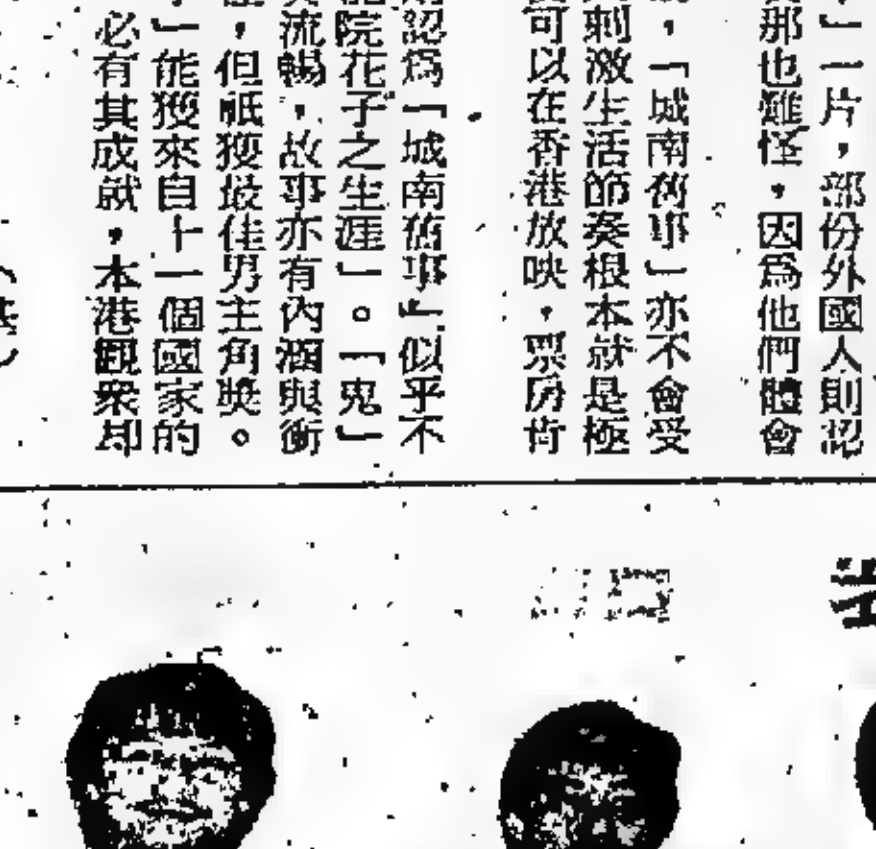 」一片，部份外國人則認
那也難怪，因爲他們體會
，「城南舊事」亦不會受
刺激生活節奏根本就是極
可以在香港放映，票房肯
認爲「城南舊事」似乎不
院花子之生涯」。「鬼」
流暢，故事亦有內涵與衝
，但祇獲最佳男主角獎。
」能獲來自十一個國家的
必有其成就，本港觀衆却